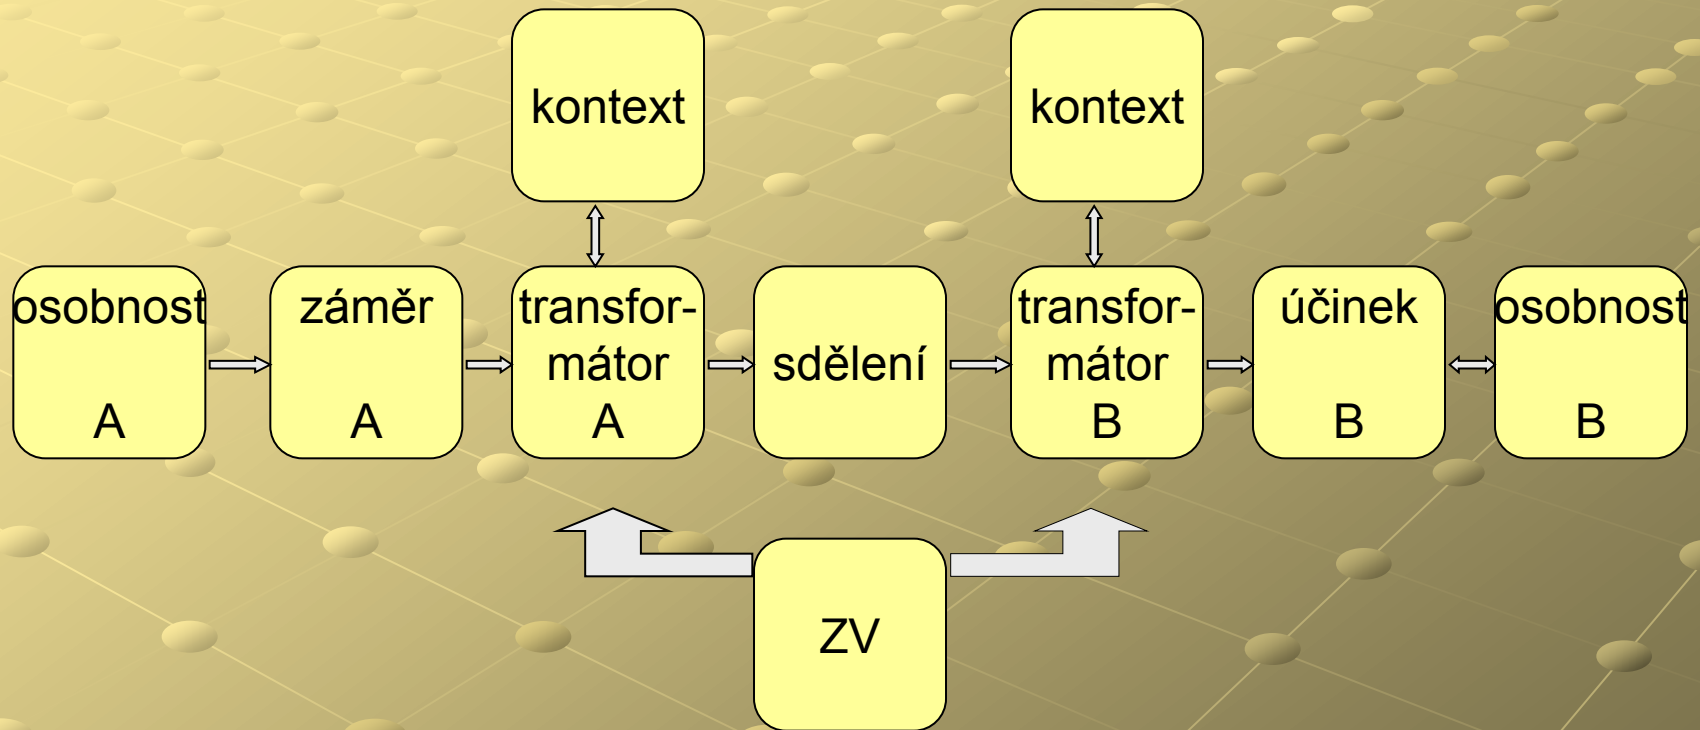 kontext
kontext
osobnost
A
záměr
A
transfor-
mátor
A
sdělení
transfor-
mátor
B
účinek
B
osobnost
B
ZV